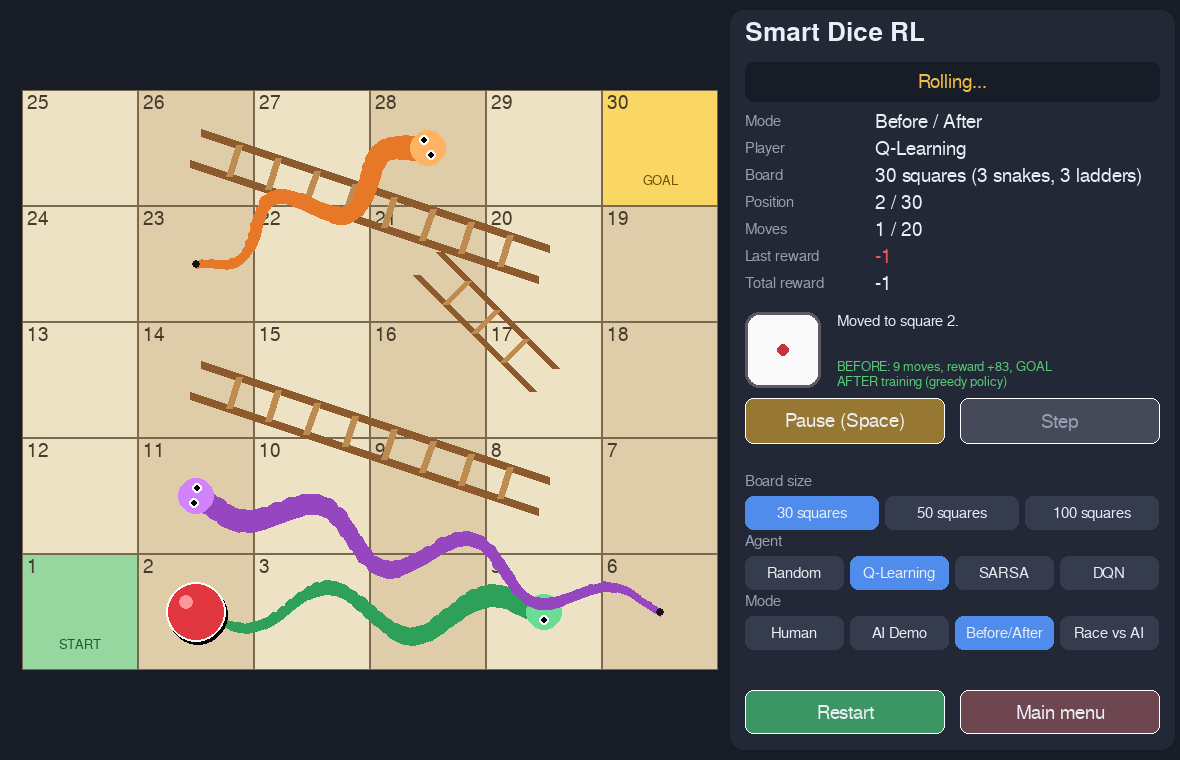 25 26 27 28 29 30
GOAL
24 23 22 21 20 19
13 14 15 16 17 18
12 11 10 9 8 7
1 2 3 6
START
Smart Dice RL
Rolling...
Mode Before / After
Player Q-Learning
Board 30 squares (3 snakes, 3 ladders)
Position 2 / 30
Moves 1 / 20
Last reward -1
Total reward -1
Moved to square 2.
BEFORE: 9 moves, reward +83, GOAL
AFTER training (greedy policy)
Pause (Space) Step
Board size
30 squares 50 squares 100 squares
Agent
Random Q-Learning SARSA DQN
Mode
Human AI Demo Before/After Race vs AI
Restart Main menu